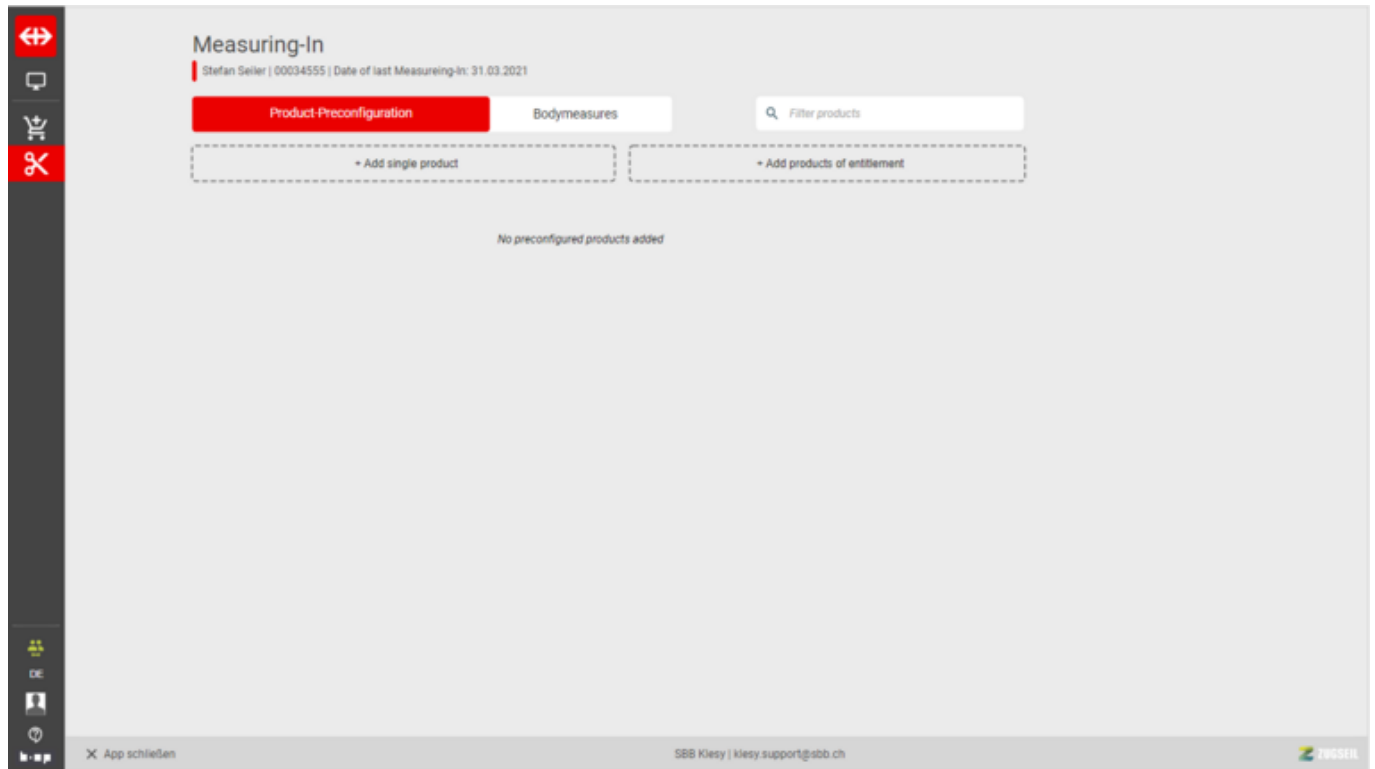 Measuring-In
Stefan Seiler | 00034555 | Date of last Measureing-In: 31.03.2021
Product-Preconfiguration
Bodymeasures
Filter products
+ Add single product
+ Add products of entitlement
No preconfigured products added
DE
App schließen
SBB Klesy | klesy.support@sbb.ch
ZUGSEIL